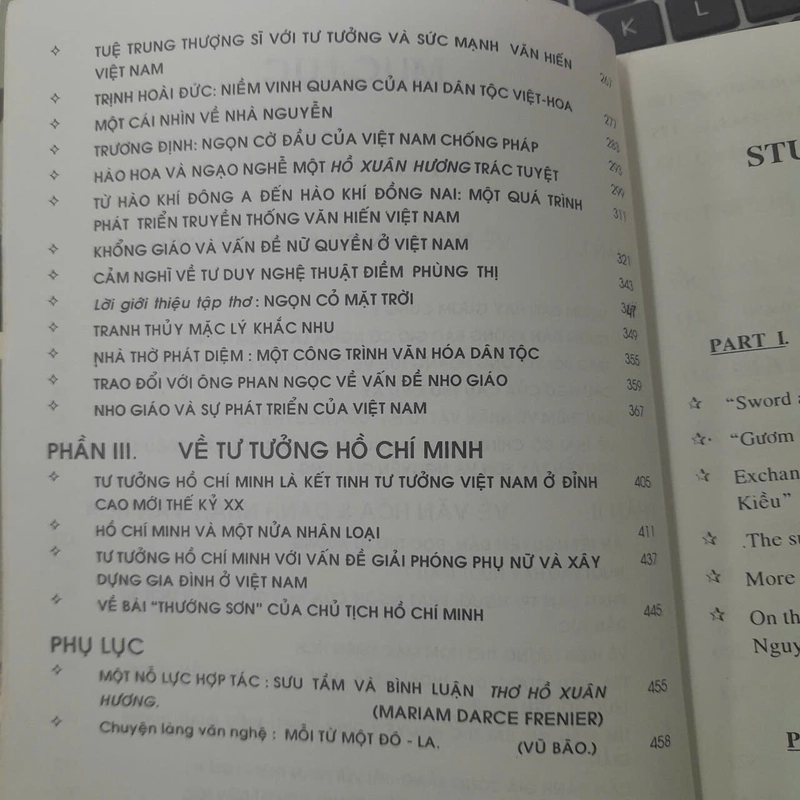 TUỆ TRUNG THƯỢNG SĨ VỚI TƯ TƯỞNG VÀ SỨC MẠNH VĂN HIẾN
VIỆT NAM 267
TRỊNH HOÀI ĐỨC: NIỀM VINH QUANG CỦA HAI DÂN TỘC VIỆT-HOA 277
MỘT CÁI NHÌN VỀ NHÀ NGUYỄN 283
TRƯƠNG ĐỊNH: NGỌN CỜ ĐẦU CỦA VIỆT NAM CHỐNG PHÁP 293
HÀO HOA VÀ NGẠO NGHỄ MỘT HỒ XUÂN HƯƠNG TRÁC TUYỆT 299
TỪ HÀO KHÍ ĐÔNG A ĐẾN HÀO KHÍ ĐỒNG NAI: MỘT QUÁ TRÌNH
PHÁT TRIỂN TRUYỀN THỐNG VĂN HIẾN VIỆT NAM 311
KHỔNG GIÁO VÀ VẤN ĐỀ NỮ QUYỀN Ở VIỆT NAM 321
CẢM NGHĨ VỀ TƯ DUY NGHỆ THUẬT ĐIỀM PHÙNG THỊ 343
Lời giới thiệu tập thơ : NGỌN CỎ MẶT TRỜI 347
TRANH THỦY MẶC LÝ KHẮC NHU 349
NHÀ THỜ PHÁT DIỆM : MỘT CÔNG TRÌNH VĂN HÓA DÂN TỘC 355
TRAO ĐỔI VỚI ÔNG PHAN NGỌC VỀ VẤN ĐỀ NHO GIÁO 359
NHO GIÁO VÀ SỰ PHÁT TRIỂN CỦA VIỆT NAM 367
PHẦN III. VỀ TƯ TƯỞNG HỒ CHÍ MINH
TƯ TƯỞNG HỒ CHÍ MINH LÀ KẾT TINH TƯ TƯỞNG VIỆT NAM Ở ĐỈNH 405
CAO MỚI THẾ KỶ XX
HỒ CHÍ MINH VÀ MỘT NỬA NHÂN LOẠI 411
TƯ TƯỞNG HỒ CHÍ MINH VỚI VẤN ĐỀ GIẢI PHÓNG PHỤ NỮ VÀ XÂY 437
DỰNG GIA ĐÌNH Ở VIỆT NAM
VỀ BÀI "THƯỚNG SƠN" CỦA CHỦ TỊCH HỒ CHÍ MINH 445
PHỤ LỤC
MỘT NỖ LỰC HỢP TÁC : SƯU TẦM VÀ BÌNH LUẬN THƠ HỒ XUÂN 455
HƯƠNG. (MARIAM DARCE FRENIER)
Chuyện làng văn nghệ : MỖI TỪ MỘT ĐÔ - LA. (VŨ BÃO.) 458
STU
PART I.
"Sword a
"Gươm
Exchan
Kiều"
.The su
More
On th
Nguy
P
K
L